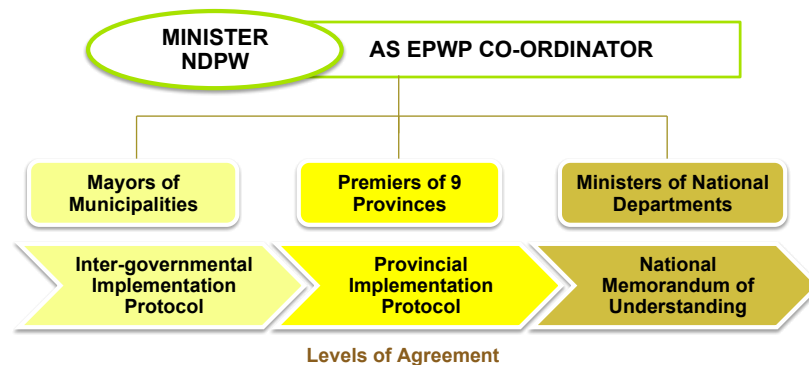 MINISTER
NDPW
AS EPWP CO-ORDINATOR
Mayors of
Municipalities
Premiers of 9
Provinces
Ministers of National
Departments
Inter-governmental
Implementation
Protocol
Provincial
Implementation
Protocol
National
Memorandum of
Understanding
Levels of Agreement